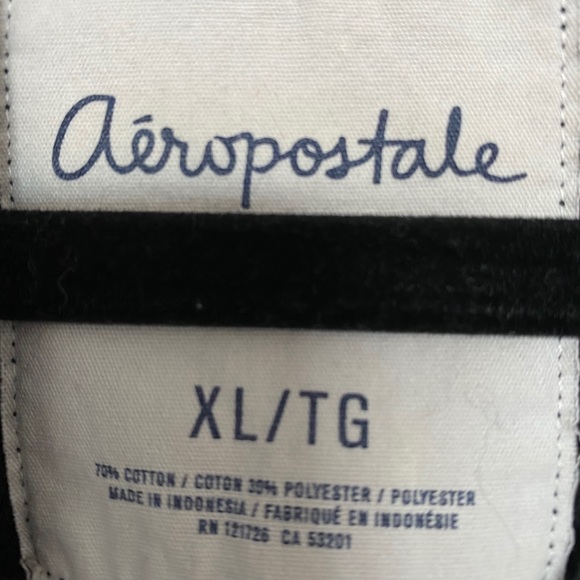 Aéropostale
XL/TG
70% COTTON / COTON 30% POLYESTER / POLYESTER
MADE IN INDONESIA / FABRIQUÉ EN INDONÉSIE
RN 121726 CA 53201